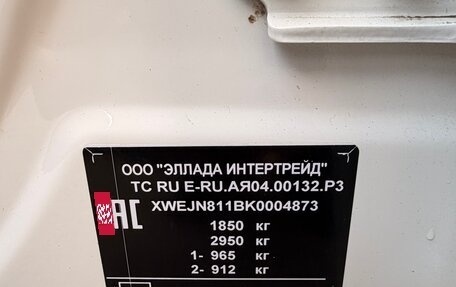 ООО "ЭЛЛАДА ИНТЕРТРЕЙД"
ТС RU E-RU.АЯ04.00132.Р3
XWEJN811BK0004873
EAC
1850 кг
2950 кг
1- 965 кг
2- 912 кг